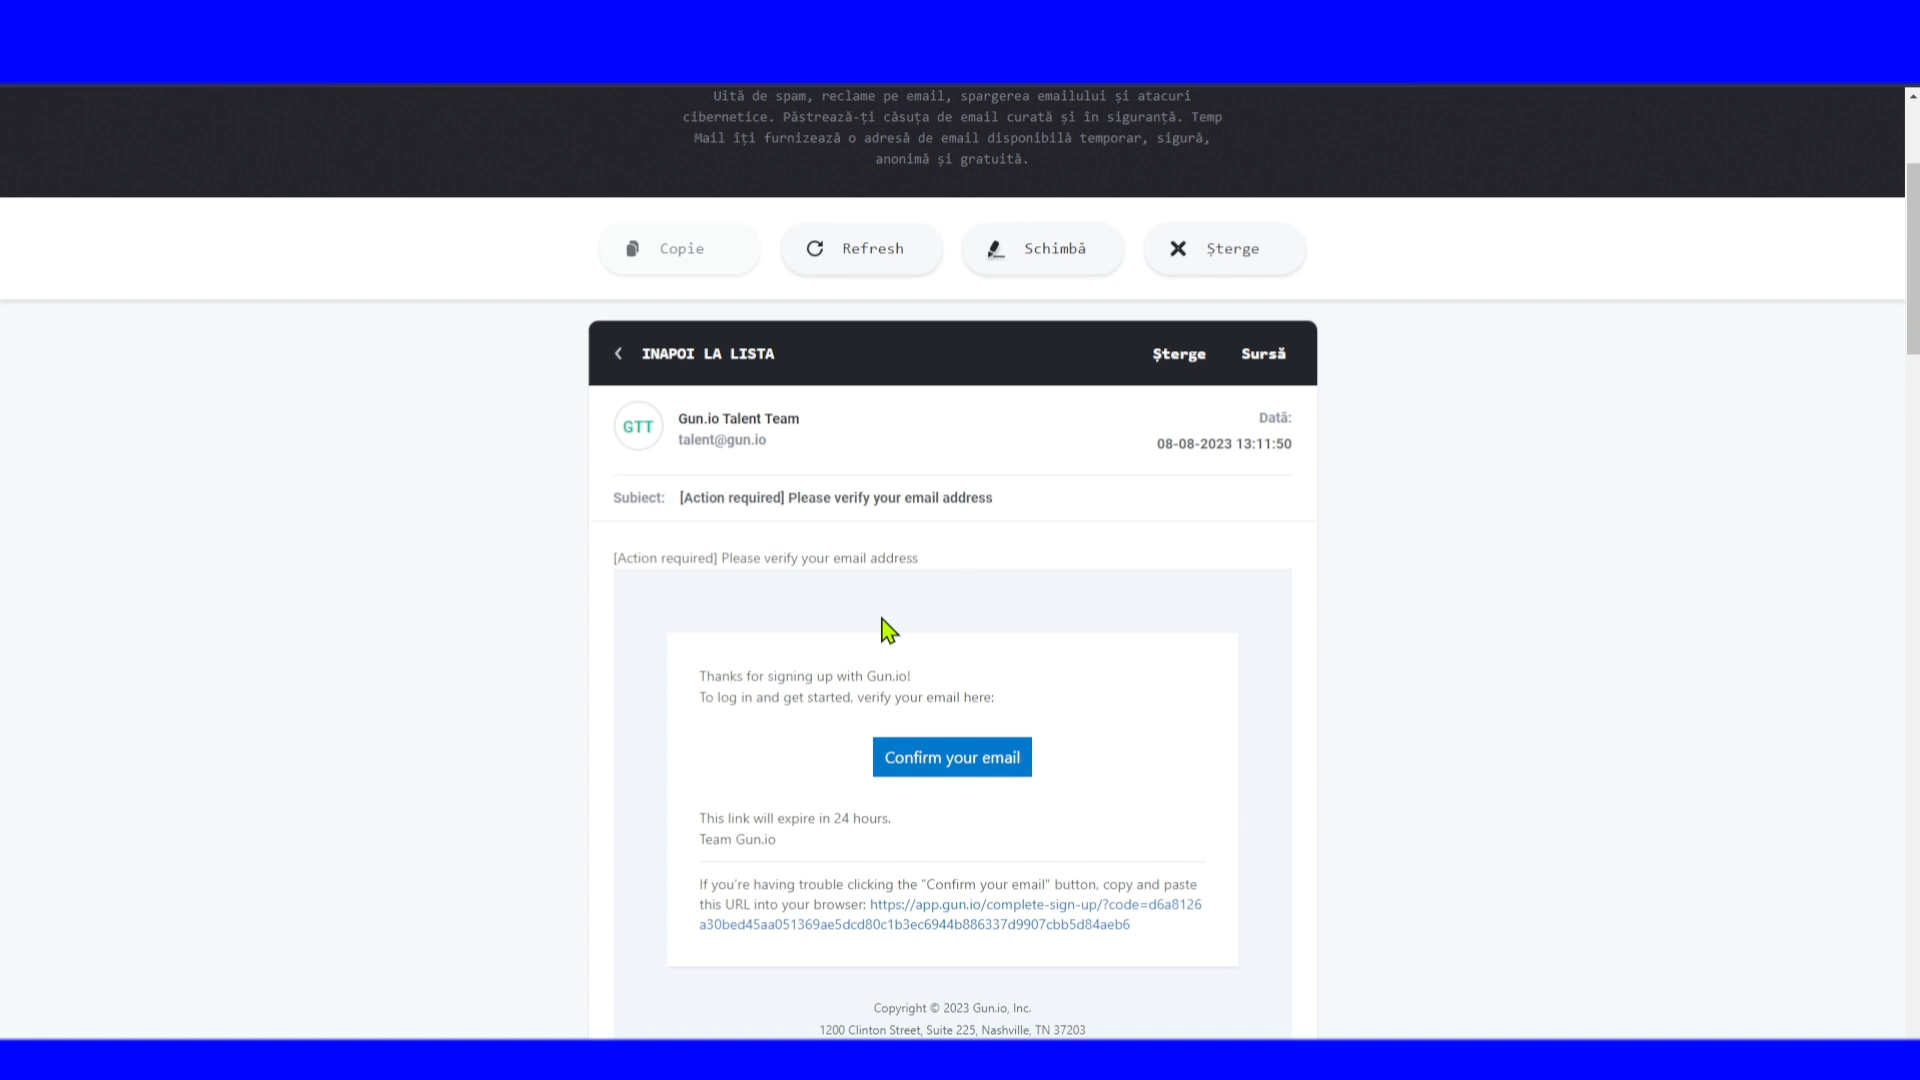 Uită de spam, reclame pe email, spargerea emailului și atacuri
cibernetice. Păstrează-ți căsuța de email curată și în siguranță. Temp
Mail îți furnizează o adresă de email disponibilă temporar, sigură,
anonimă și gratuită.
Copie
Refresh
Schimbă
Șterge
INAPOI LA LISTA
Șterge
Sursă
GTT
Gun.io Talent Team
talent@gun.io
Dată:
08-08-2023 13:11:50
Subiect: [Action required] Please verify your email address
[Action required] Please verify your email address
Thanks for signing up with Gun.io!
To log in and get started, verify your email here:
Confirm your email
This link will expire in 24 hours.
Team Gun.io
If you're having trouble clicking the "Confirm your email" button, copy and paste
this URL into your browser: https://app.gun.io/complete-sign-up/?code=d6a8126
a30bed45aa051369ae5dcd80c1b3ec6944b886337d9907cbb5d84aeb6
Copyright © 2023 Gun.io, Inc.
1200 Clinton Street, Suite 225, Nashville, TN 37203